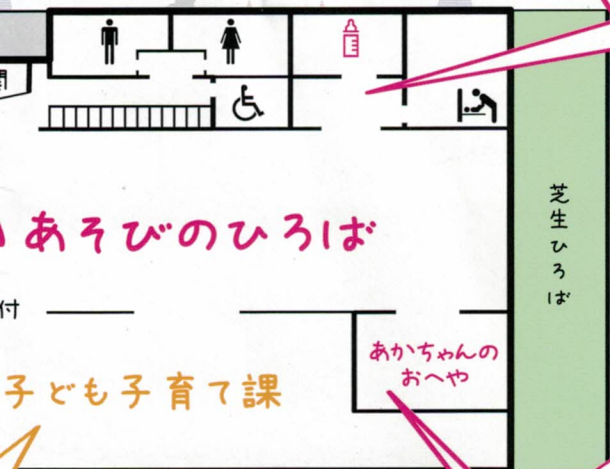 あそびのひろば
芝生ひろば
付
あかちゃんの
おへや
子ども子育て課